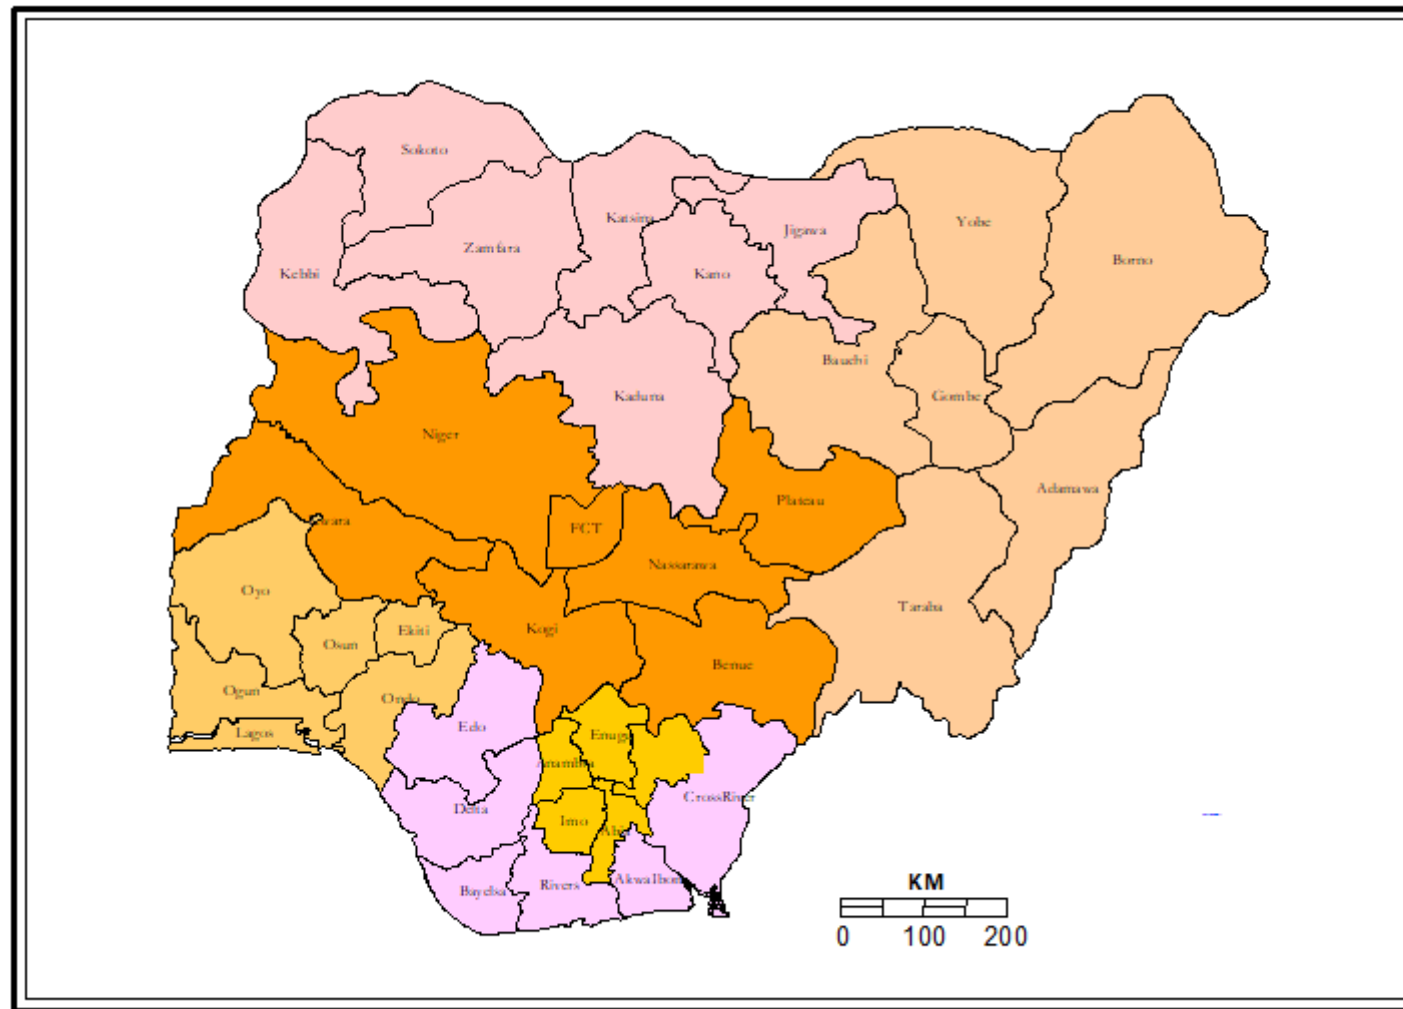 Sokoto
Katsina
Yobe
Jigawa
Zamfara
Borno
Kebbi
Kano
Bauchi
Kaduna
Gombe
Niger
Adamawa
Plateau
FCT
Nassarawa
Oyo
Taraba
Kogi
Ekiti
Osun
Benue
Ogun
Ondo
Edo
Lagos
Enugu
Anambra
CrossRiver
Delta
Imo
Abia
Bayelsa
Rivers
AkwaIbom
KM
0 100 200